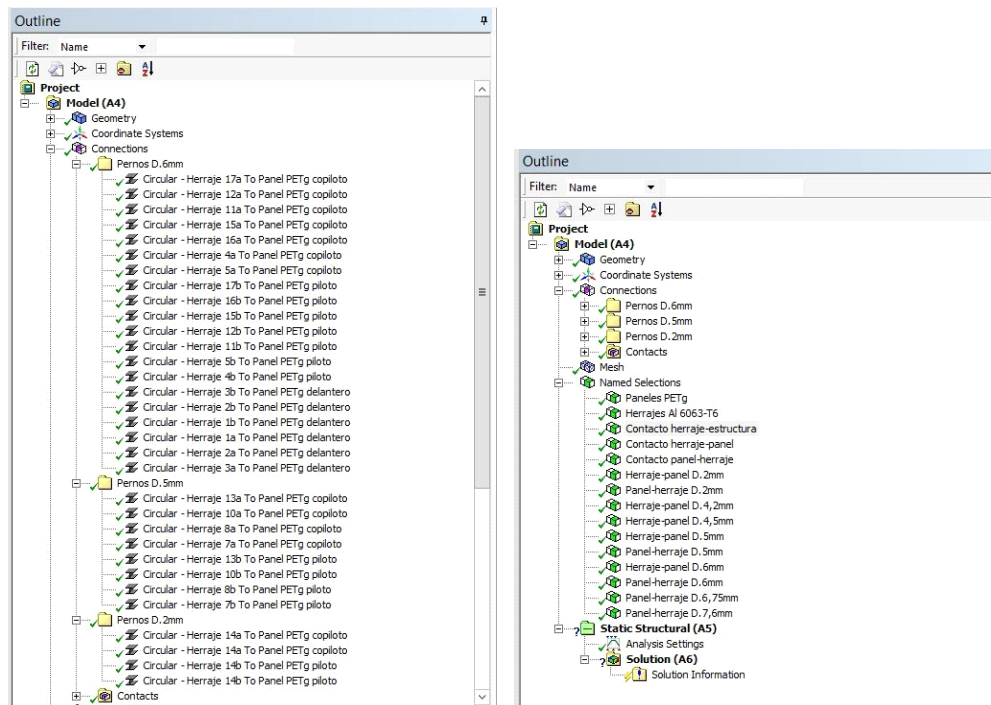 Outline
Filter: Name
Project
Model (A4)
Geometry
Coordinate Systems
Connections
Pernos D.6mm
Circular - Herraje 17a To Panel PETg copiloto
Circular - Herraje 12a To Panel PETg copiloto
Circular - Herraje 11a To Panel PETg copiloto
Circular - Herraje 15a To Panel PETg copiloto
Circular - Herraje 16a To Panel PETg copiloto
Circular - Herraje 4a To Panel PETg copiloto
Circular - Herraje 5a To Panel PETg copiloto
Circular - Herraje 17b To Panel PETg piloto
Circular - Herraje 16b To Panel PETg piloto
Circular - Herraje 15b To Panel PETg piloto
Circular - Herraje 12b To Panel PETg piloto
Circular - Herraje 11b To Panel PETg piloto
Circular - Herraje 5b To Panel PETg piloto
Circular - Herraje 4b To Panel PETg piloto
Circular - Herraje 3b To Panel PETg delantero
Circular - Herraje 2b To Panel PETg delantero
Circular - Herraje 1b To Panel PETg delantero
Circular - Herraje 1a To Panel PETg delantero
Circular - Herraje 2a To Panel PETg delantero
Circular - Herraje 3a To Panel PETg delantero
Pernos D.5mm
Circular - Herraje 13a To Panel PETg copiloto
Circular - Herraje 10a To Panel PETg copiloto
Circular - Herraje 8a To Panel PETg copiloto
Circular - Herraje 7a To Panel PETg copiloto
Circular - Herraje 13b To Panel PETg piloto
Circular - Herraje 10b To Panel PETg piloto
Circular - Herraje 8b To Panel PETg piloto
Circular - Herraje 7b To Panel PETg piloto
Pernos D.2mm
Circular - Herraje 14a To Panel PETg copiloto
Circular - Herraje 14a To Panel PETg copiloto
Circular - Herraje 14b To Panel PETg piloto
Circular - Herraje 14b To Panel PETg piloto
Contacts
Outline
Filter: Name
Project
Model (A4)
Geometry
Coordinate Systems
Connections
Pernos D.6mm
Pernos D.5mm
Pernos D.2mm
Contacts
Mesh
Named Selections
Paneles PETg
Herrajes Al 6063-T6
Contacto herraje-estructura
Contacto herraje-panel
Contacto panel-herraje
Herraje-panel D.2mm
Panel-herraje D.2mm
Herraje-panel D.4,2mm
Herraje-panel D.4,5mm
Herraje-panel D.5mm
Panel-herraje D.5mm
Herraje-panel D.6mm
Panel-herraje D.6mm
Panel-herraje D.6,75mm
Panel-herraje D.7,6mm
Static Structural (A5)
Analysis Settings
Solution (A6)
Solution Information